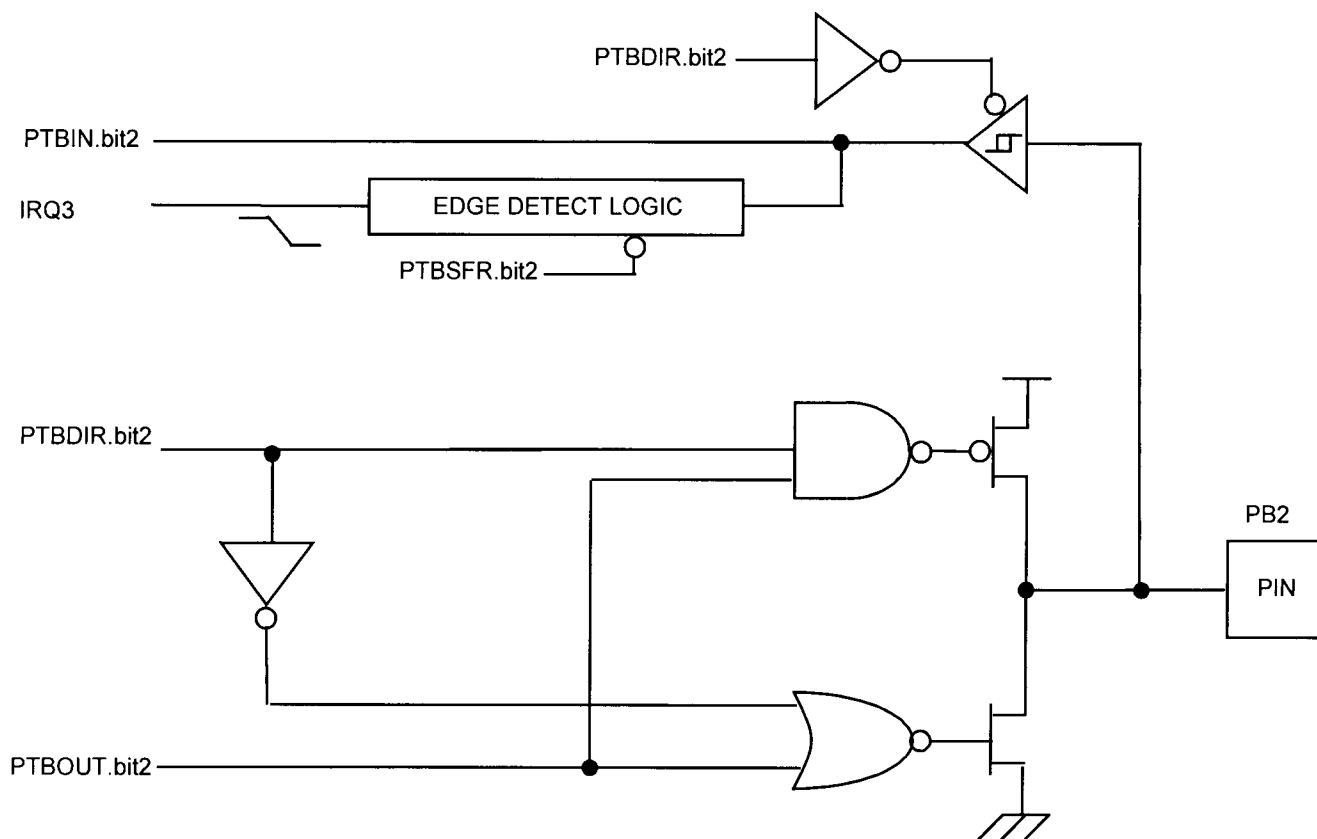 PTBDIR.bit2
PTBIN.bit2
IRQ3
EDGE DETECT LOGIC
PTBSFR.bit2
PTBDIR.bit2
PB2
PIN
PTBOUT.bit2